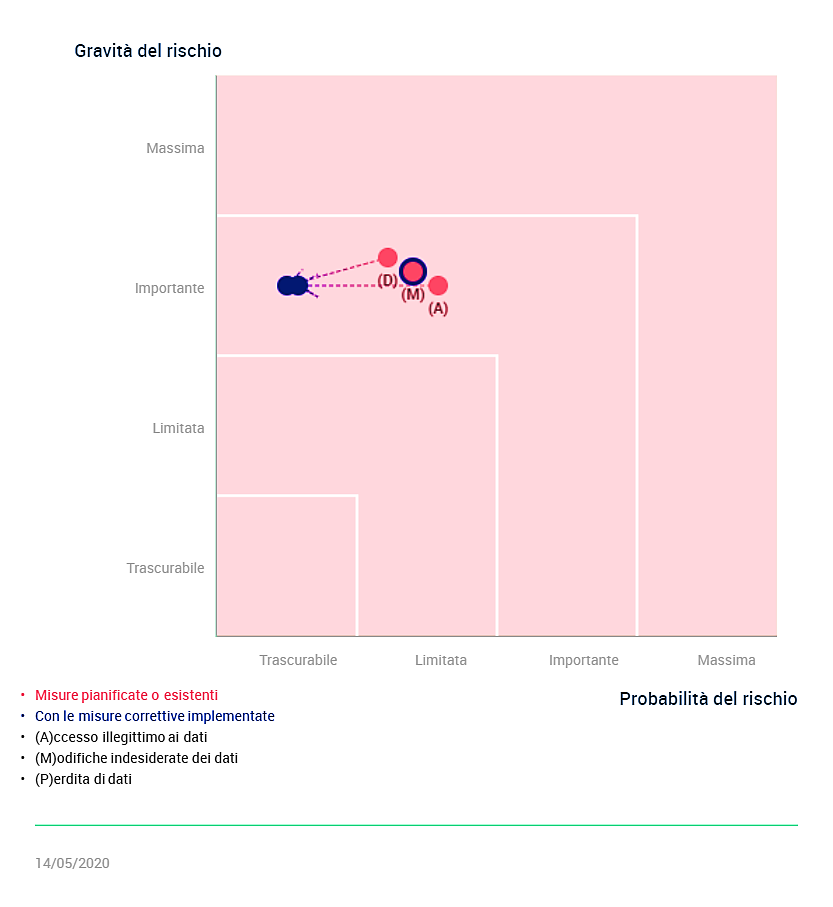 Gravità del rischio
Massima
Importante
(D)
(M)
(A)
Limitata
Trascurabile
Trascurabile Limitata Importante Massima
Probabilità del rischio
• Misure pianificate o esistenti
• Con le misure correttive implementate
• (A)ccesso illegittimo ai dati
• (M)odifiche indesiderate dei dati
• (P)erdita di dati
14/05/2020